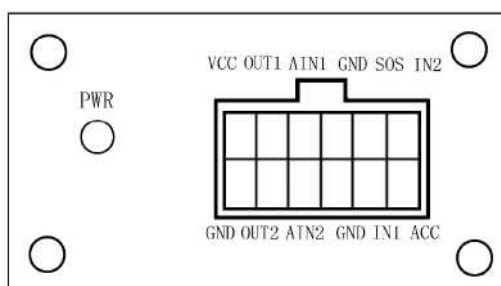 VCC OUT1 AIN1 GND SOS IN2
PWR
GND OUT2 AIN2 GND IN1 ACC